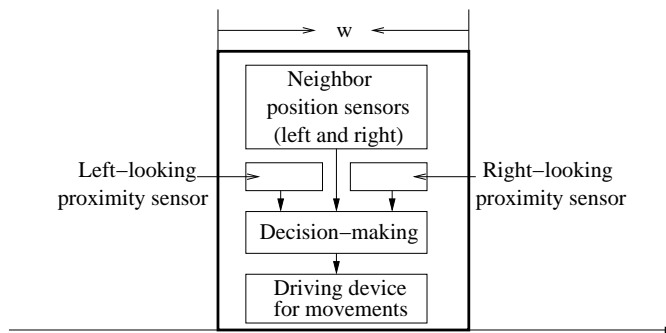 w
Neighbor
position sensors
(left and right)
Left−looking
proximity sensor
Right−looking
proximity sensor
Decision−making
Driving device
for movements